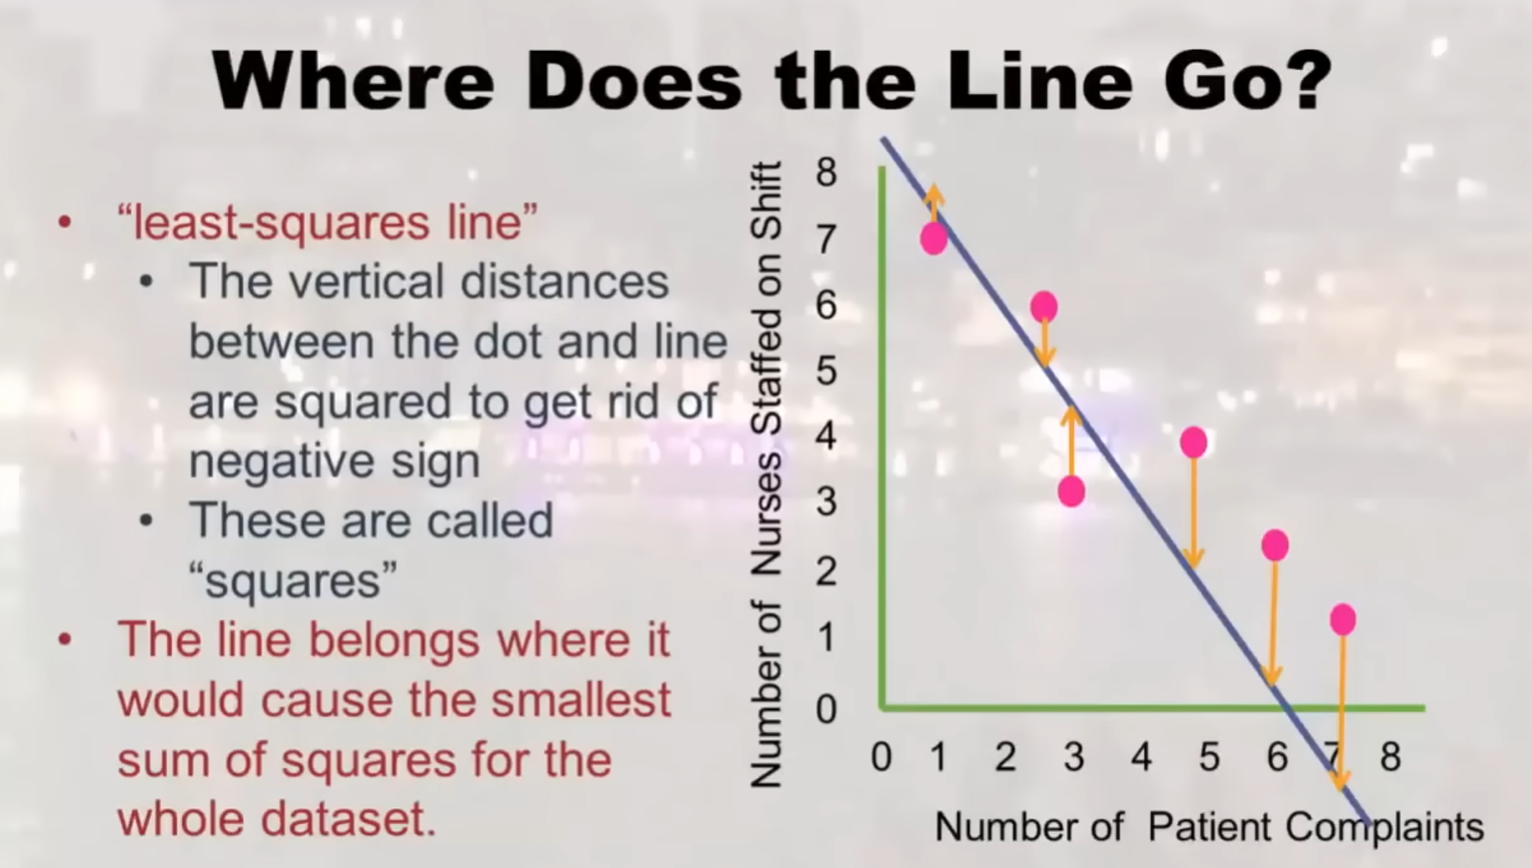 Where Does the Line Go?
• “least-squares line”
• The vertical distances
between the dot and line
are squared to get rid of
negative sign
• These are called
“squares”
• The line belongs where it
would cause the smallest
sum of squares for the
whole dataset.
Number of Nurses Staffed on Shift
8
7
6
5
4
3
2
1
0
0 1 2 3 4 5 6 7 8
Number of Patient Complaints